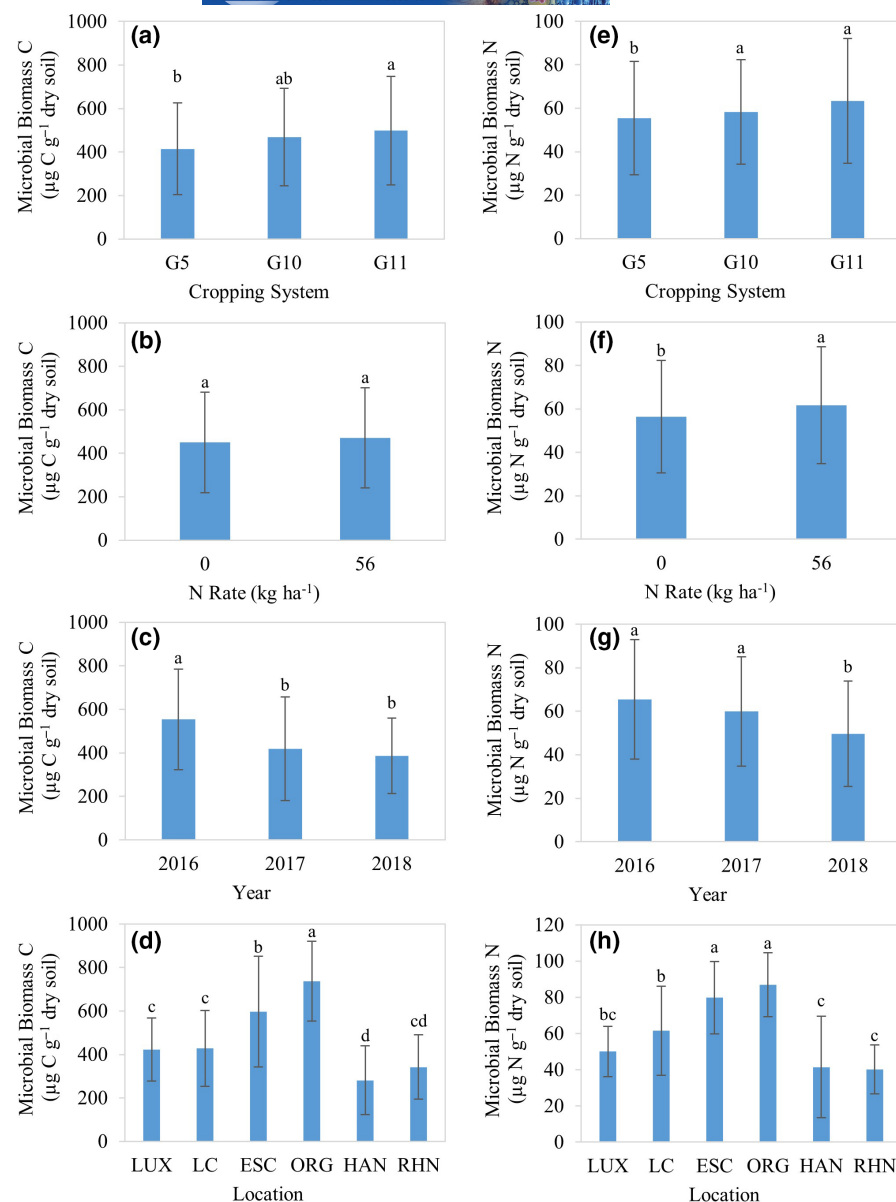 (a)
Microbial Biomass C
(µg C g⁻¹ dry soil)
1000
800
600
400
200
0
b
ab
a
G5
G10
G11
Cropping System
(e)
Microbial Biomass N
(µg N g⁻¹ dry soil)
100
80
60
40
20
0
b
a
a
G5
G10
G11
Cropping System
(b)
Microbial Biomass C
(µg C g⁻¹ dry soil)
1000
800
600
400
200
0
a
a
0
56
N Rate (kg ha⁻¹)
(f)
Microbial Biomass N
(µg N g⁻¹ dry soil)
100
80
60
40
20
0
b
a
0
56
N Rate (kg ha⁻¹)
(c)
Microbial Biomass C
(µg C g⁻¹ dry soil)
1000
800
600
400
200
0
a
b
b
2016
2017
2018
Year
(g)
Microbial Biomass N
(µg N g⁻¹ dry soil)
100
80
60
40
20
0
a
a
b
2016
2017
2018
Year
(d)
Microbial Biomass C
(µg C g⁻¹ dry soil)
1000
800
600
400
200
0
c
c
b
a
d
cd
LUX
LC
ESC
ORG
HAN
RHN
Location
(h)
Microbial Biomass N
(µg N g⁻¹ dry soil)
120
100
80
60
40
20
0
bc
b
a
a
c
c
LUX
LC
ESC
ORG
HAN
RHN
Location